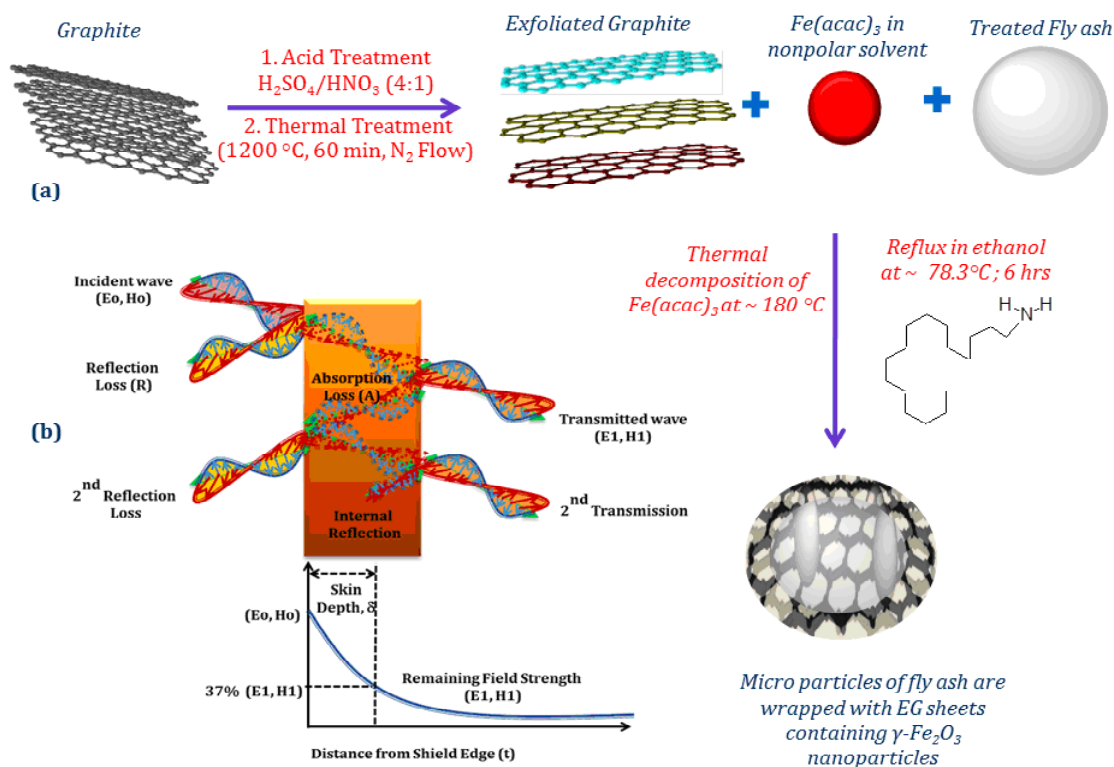 Graphite
1. Acid Treatment
H₂SO₄/HNO₃ (4:1)
2. Thermal Treatment
(1200 °C, 60 min, N₂ Flow)
Exfoliated Graphite
Fe(acac)₃ in
nonpolar solvent
Treated Fly ash
(a)
Thermal
decomposition of
Fe(acac)₃ at ~ 180 °C
Reflux in ethanol
at ~ 78.3°C; 6 hrs
H
H
N
Incident wave
(Eo, Ho)
Reflection
Loss (R)
Absorption
Loss (A)
Transmitted wave
(E1, H1)
(b)
2nd Reflection
Loss
Internal
Reflection
2nd Transmission
Skin
Depth, δ
(Eo, Ho)
37% (E1, H1)
Remaining Field Strength
(E1, H1)
Distance from Shield Edge (t)
Micro particles of fly ash are
wrapped with EG sheets
containing γ-Fe₂O₃
nanoparticles